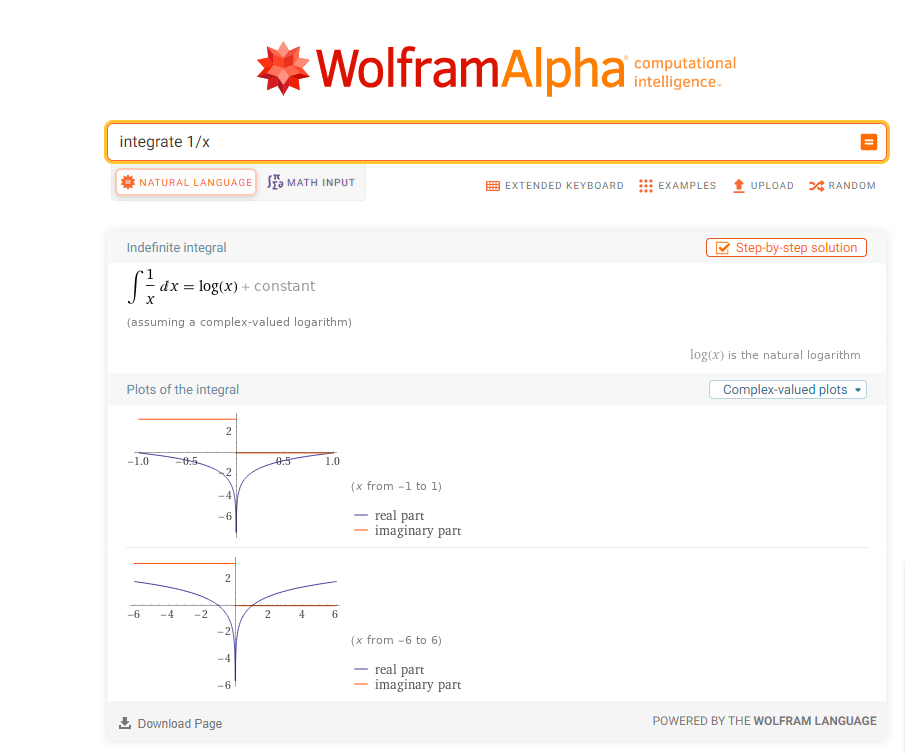 WolframAlpha computational
intelligence™
integrate 1/x
NATURAL LANGUAGE
∫π Σ∂ MATH INPUT
EXTENDED KEYBOARD
EXAMPLES
UPLOAD
RANDOM
Indefinite integral
Step-by-step solution
∫ 1/x dx = log(x) + constant
(assuming a complex-valued logarithm)
log(x) is the natural logarithm
Plots of the integral
Complex-valued plots
2
−1.0 −0.5 0.5 1.0
−2
−4
−6
(x from −1 to 1)
real part
imaginary part
2
−6 −4 −2 2 4 6
−2
−4
−6
(x from −6 to 6)
real part
imaginary part
Download Page
POWERED BY THE WOLFRAM LANGUAGE